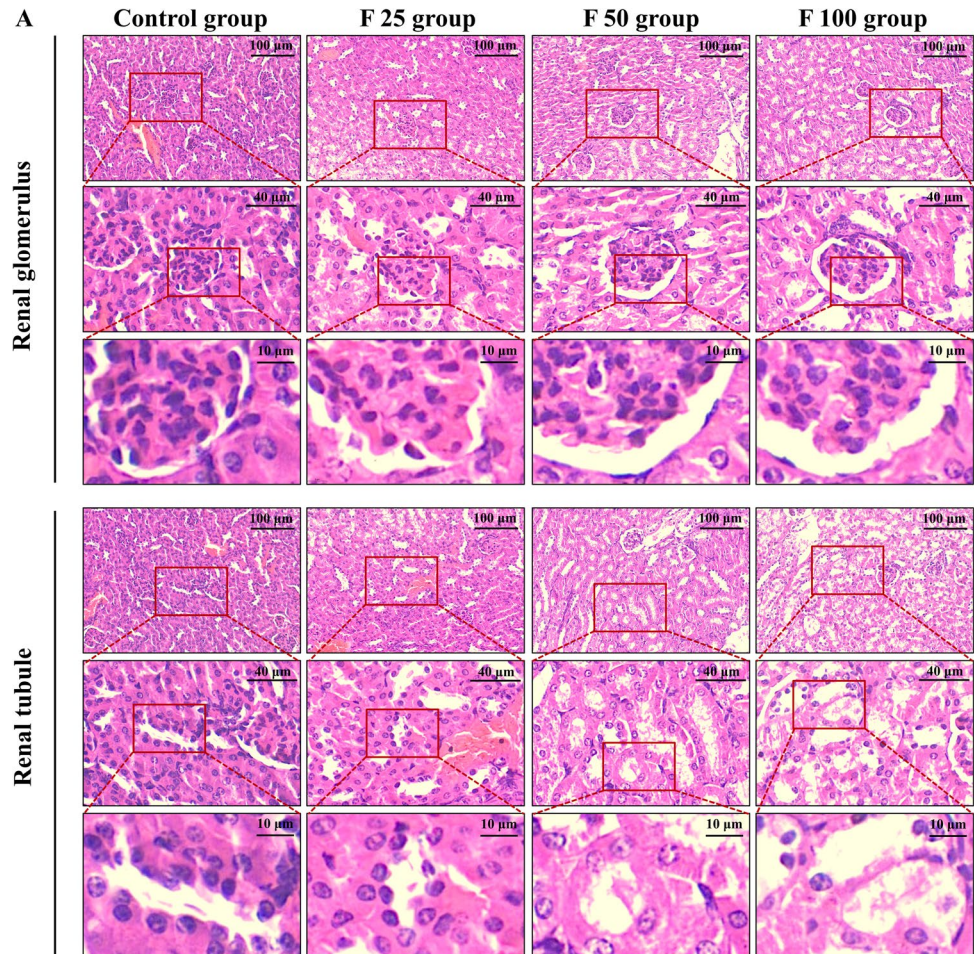 A
Control group F 25 group F 50 group F 100 group
Renal glomerulus
100 µm 100 µm 100 µm 100 µm
40 µm 40 µm 40 µm 40 µm
10 µm 10 µm 10 µm 10 µm
Renal tubule
100 µm 100 µm 100 µm 100 µm
40 µm 40 µm 40 µm 40 µm
10 µm 10 µm 10 µm 10 µm